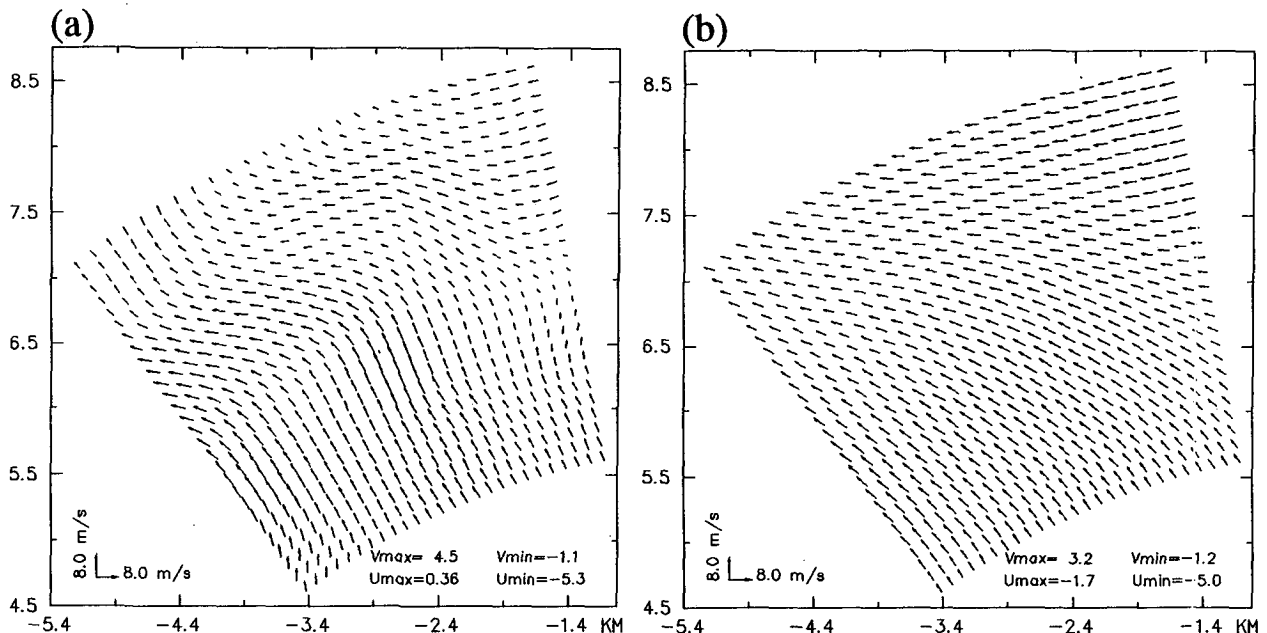 (a)
8.5
7.5
6.5
5.5
4.5
8.0 m/s
8.0 m/s
Vmax= 4.5 Vmin=-1.1
Umax=0.36 Umin=-5.3
-5.4 -4.4 -3.4 -2.4 -1.4 KM
(b)
8.5
7.5
6.5
5.5
4.5
8.0 m/s
8.0 m/s
Vmax= 3.2 Vmin=-1.2
Umax=-1.7 Umin=-5.0
-5.4 -4.4 -3.4 -2.4 -1.4 KM